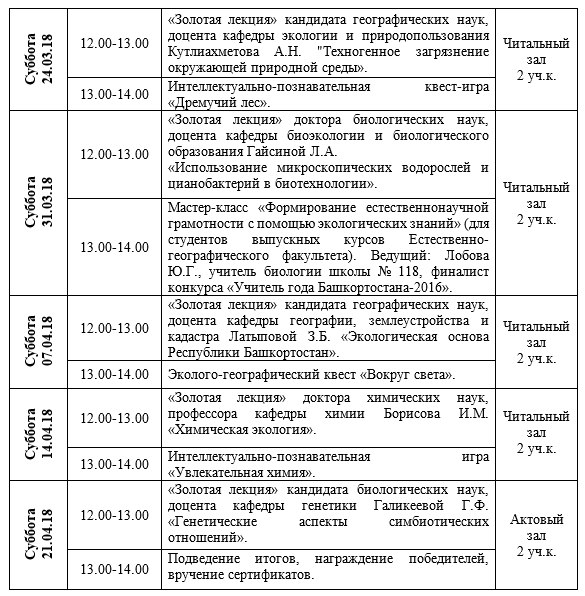 Суббота
24.03.18
12.00-13.00
«Золотая лекция» кандидата географических наук,
доцента кафедры экологии и природопользования
Кутлиахметова А.Н. "Техногенное загрязнение
окружающей природной среды».
Читальный
зал
2 уч.к.
13.00-14.00
Интеллектуально-познавательная квест-игра
«Дремучий лес».
Суббота
31.03.18
12.00-13.00
«Золотая лекция» доктора биологических наук,
доцента кафедры биоэкологии и биологического
образования Гайсиной Л.А.
«Использование микроскопических водорослей и
цианобактерий в биотехнологии».
Читальный
зал
2 уч.к.
13.00-14.00
Мастер-класс «Формирование естественнонаучной
грамотности с помощью экологических знаний» (для
студентов выпускных курсов Естественно-
географического факультета). Ведущий: Лобова
Ю.Г., учитель биологии школы № 118, финалист
конкурса «Учитель года Башкортостана-2016».
Суббота
07.04.18
12.00-13.00
«Золотая лекция» кандидата географических наук,
доцента кафедры географии, землеустройства и
кадастра Латыповой З.Б. «Экологическая основа
Республики Башкортостан».
Читальный
зал
2 уч.к.
13.00-14.00
Эколого-географический квест «Вокруг света».
Суббота
14.04.18
12.00-13.00
«Золотая лекция» доктора химических наук,
профессора кафедры химии Борисова И.М.
«Химическая экология».
Читальный
зал
2 уч.к.
13.00-14.00
Интеллектуально-познавательная игра
«Увлекательная химия».
Суббота
21.04.18
12.00-13.00
«Золотая лекция» кандидата биологических наук,
доцента кафедры генетики Галикеевой Г.Ф.
«Генетические аспекты симбиотических
отношений».
Актовый
зал
2 уч.к.
13.00-14.00
Подведение итогов, награждение победителей,
вручение сертификатов.